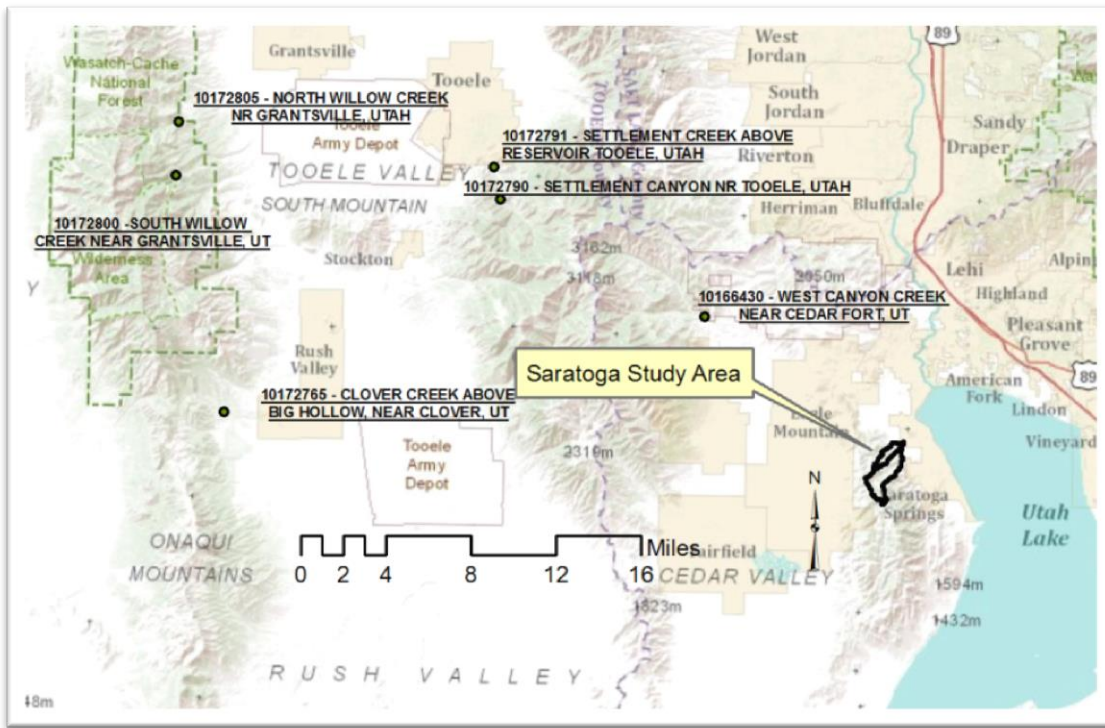 89
West
Jordan
Grantsville
Wasatch-Cache
National
Forest
Tooele
10172805 - NORTH WILLOW CREEK
NR GRANTSVILLE, UTAH
South
Jordan
Sandy
Tooele
Army Depot
10172791 - SETTLEMENT CREEK ABOVE
RESERVOIR TOOELE, UTAH
Draper
Riverton
TOOELE VALLEY
10172790 - SETTLEMENT CANYON NR TOOELE, UTAH
SOUTH MOUNTAIN
Herriman
Bluffdale
10172800 -SOUTH WILLOW
CREEK NEAR GRANTSVILLE, UT
Wilderness
Area
Stockton
3162m
3118m
2050m
Lehi
Alpin
Y
10166430 - WEST CANYON CREEK
NEAR CEDAR FORT, UT
Highland
Pleasant
Grove
Rush
Valley
Saratoga Study Area
89
American
Fork
Lindon
10172765 - CLOVER CREEK ABOVE
BIG HOLLOW, NEAR CLOVER, UT
Eagle
Mountain
Vineyard
Tooele
Army
Depot
2319m
N
Saratoga
Springs
Utah
Lake
ONAQUI
MOUNTAINS
Miles
0 2 4 8 12 16
Fairfield
CEDAR VALLEY
1594m
1823m
1432m
RUSH VALLEY
48m